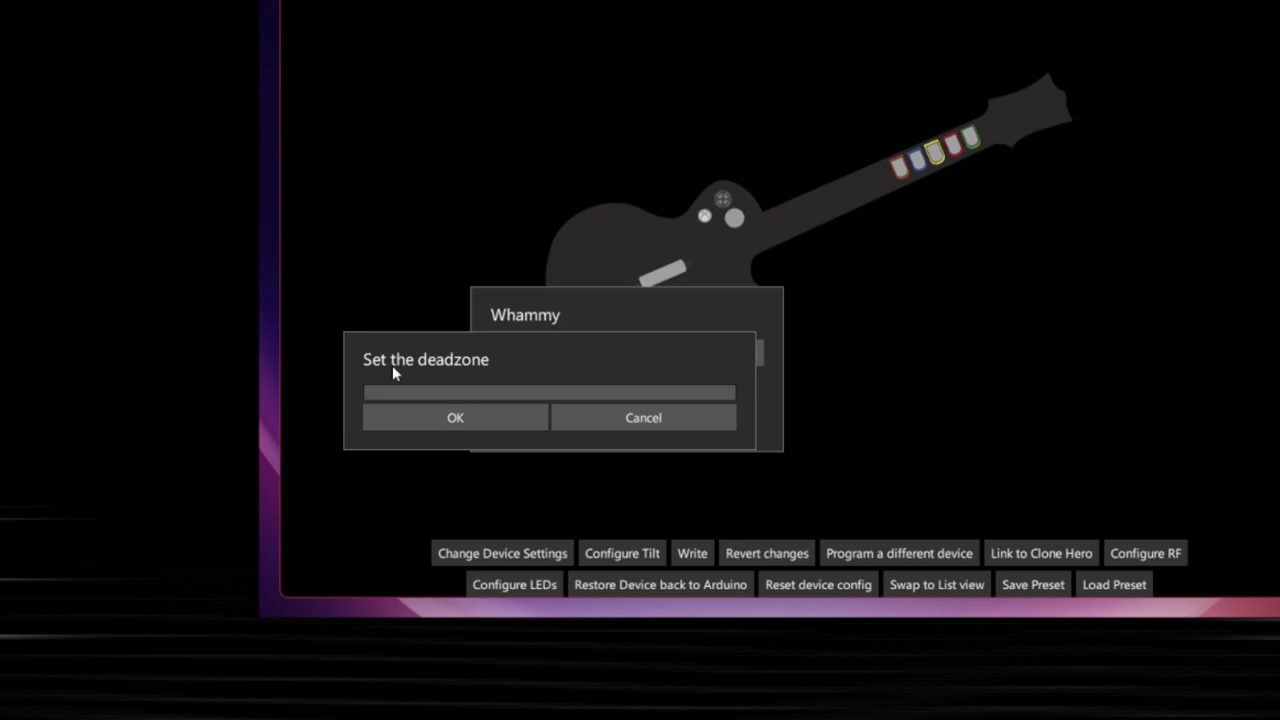 Whammy
Set the deadzone
OK Cancel
Change Device Settings Configure Tilt Write Revert changes Program a different device Link to Clone Hero Configure RF
Configure LEDs Restore Device back to Arduino Reset device config Swap to List view Save Preset Load Preset